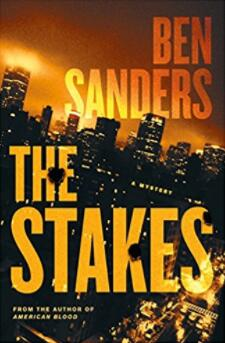 BEN
SANDERS
THE
A MYSTERY
STAKES
FROM THE AUTHOR OF
AMERICAN BLOOD